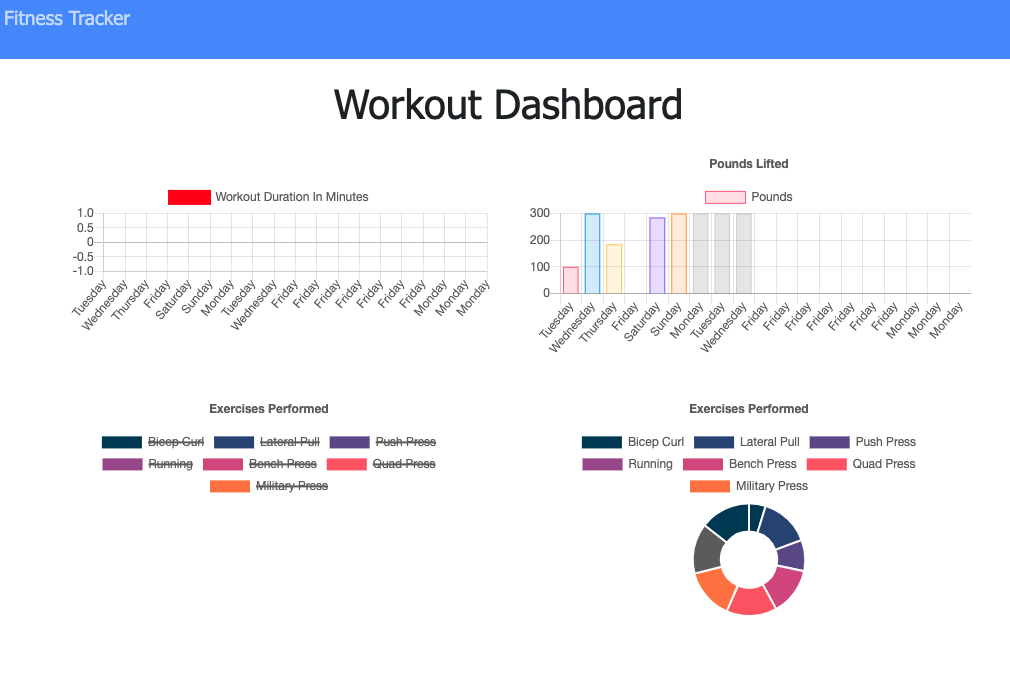 Fitness Tracker
Workout Dashboard
Workout Duration In Minutes
1.0
0.5
0
-0.5
-1.0
Tuesday
Wednesday
Thursday
Friday
Saturday
Sunday
Monday
Tuesday
Wednesday
Friday
Friday
Friday
Friday
Friday
Friday
Friday
Monday
Monday
Monday
Pounds Lifted
Pounds
300
200
100
0
Tuesday
Wednesday
Thursday
Friday
Saturday
Sunday
Monday
Tuesday
Wednesday
Friday
Friday
Friday
Friday
Friday
Friday
Friday
Monday
Monday
Monday
Exercises Performed
Bicep Curl Lateral Pull Push Press
Running Bench Press Quad Press
Military Press
Exercises Performed
Bicep Curl Lateral Pull Push Press
Running Bench Press Quad Press
Military Press